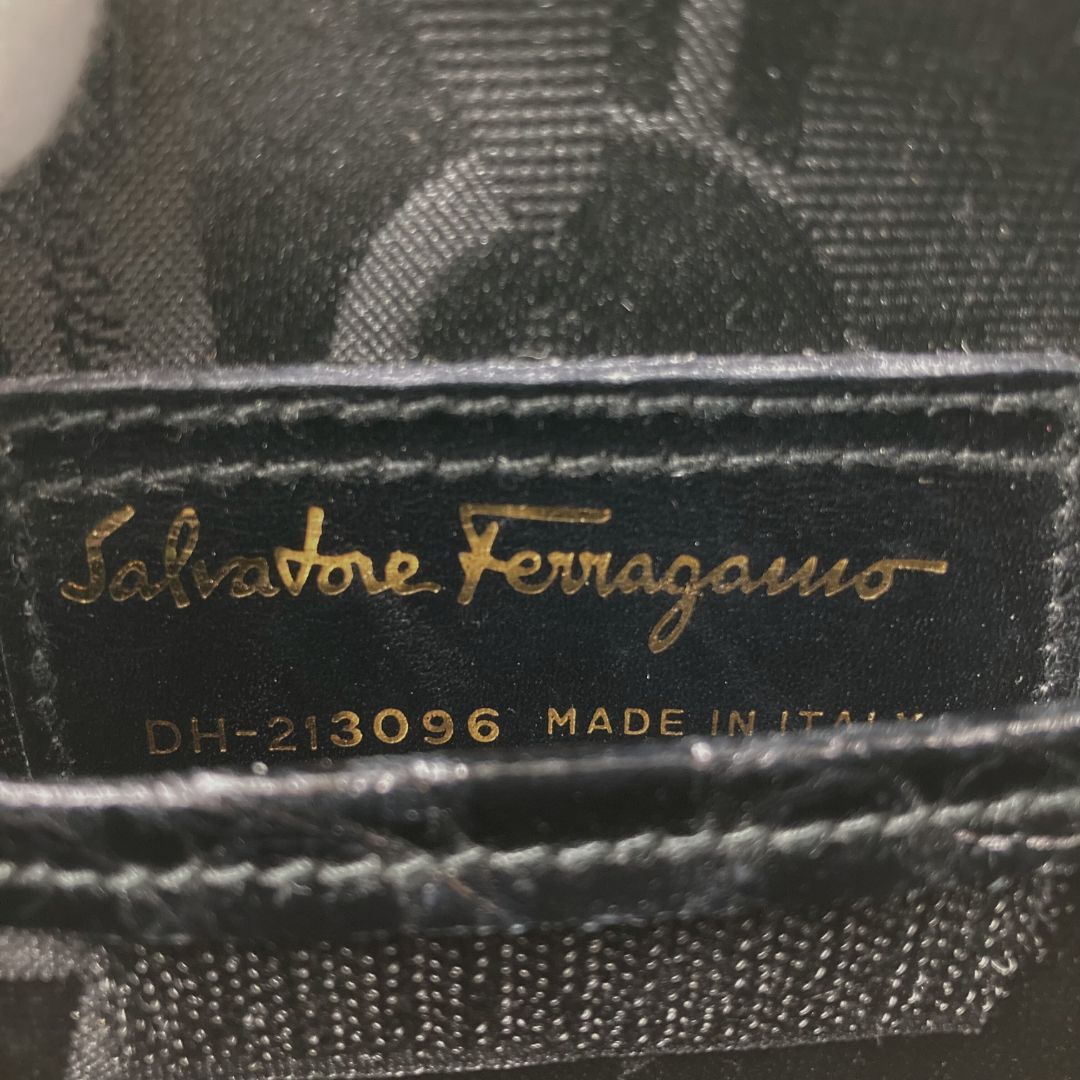 Salvatore Ferragamo
DH-213096 MADE IN ITALY